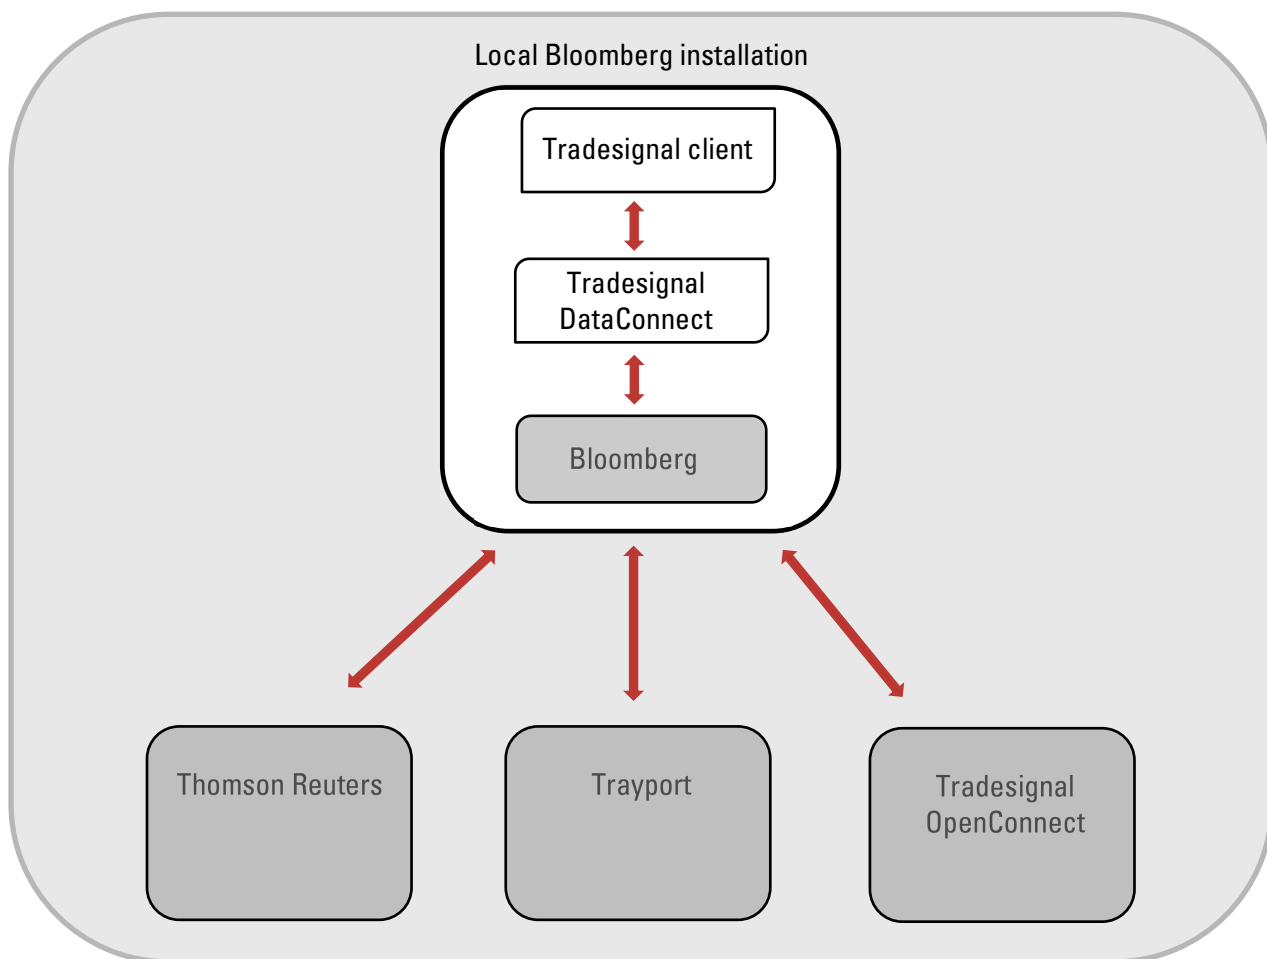 Local Bloomberg installation
Tradesignal client
Tradesignal
DataConnect
Bloomberg
Thomson Reuters
Trayport
Tradesignal
OpenConnect